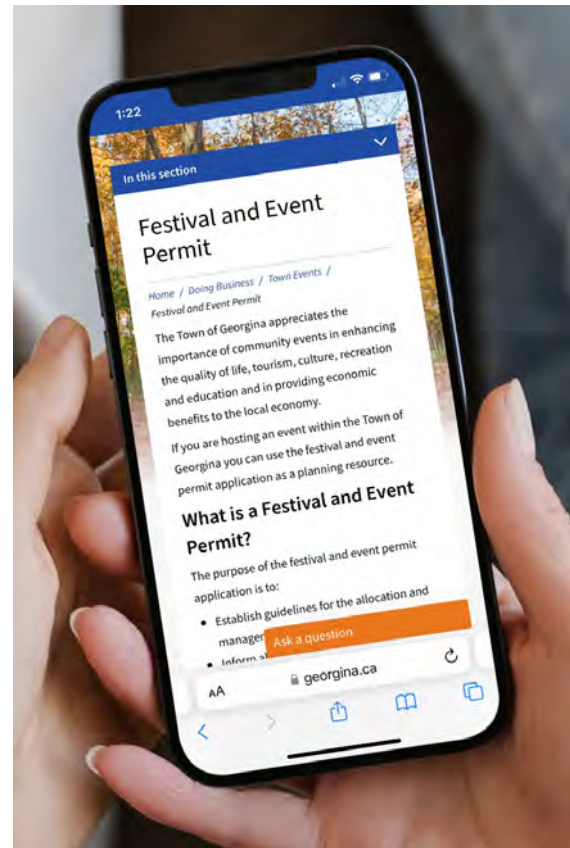 1:22
In this section
Festival and Event
Permit
Home / Doing Business / Town Events /
Festival and Event Permit
The Town of Georgina appreciates the
importance of community events in enhancing
the quality of life, tourism, culture, recreation
and education and in providing economic
benefits to the local economy.
If you are hosting an event within the Town of
Georgina you can use the festival and event
permit application as a planning resource.
What is a Festival and Event
Permit?
The purpose of the festival and event permit
application is to:
• Establish guidelines for the allocation and
Ask a question
AA
georgina.ca